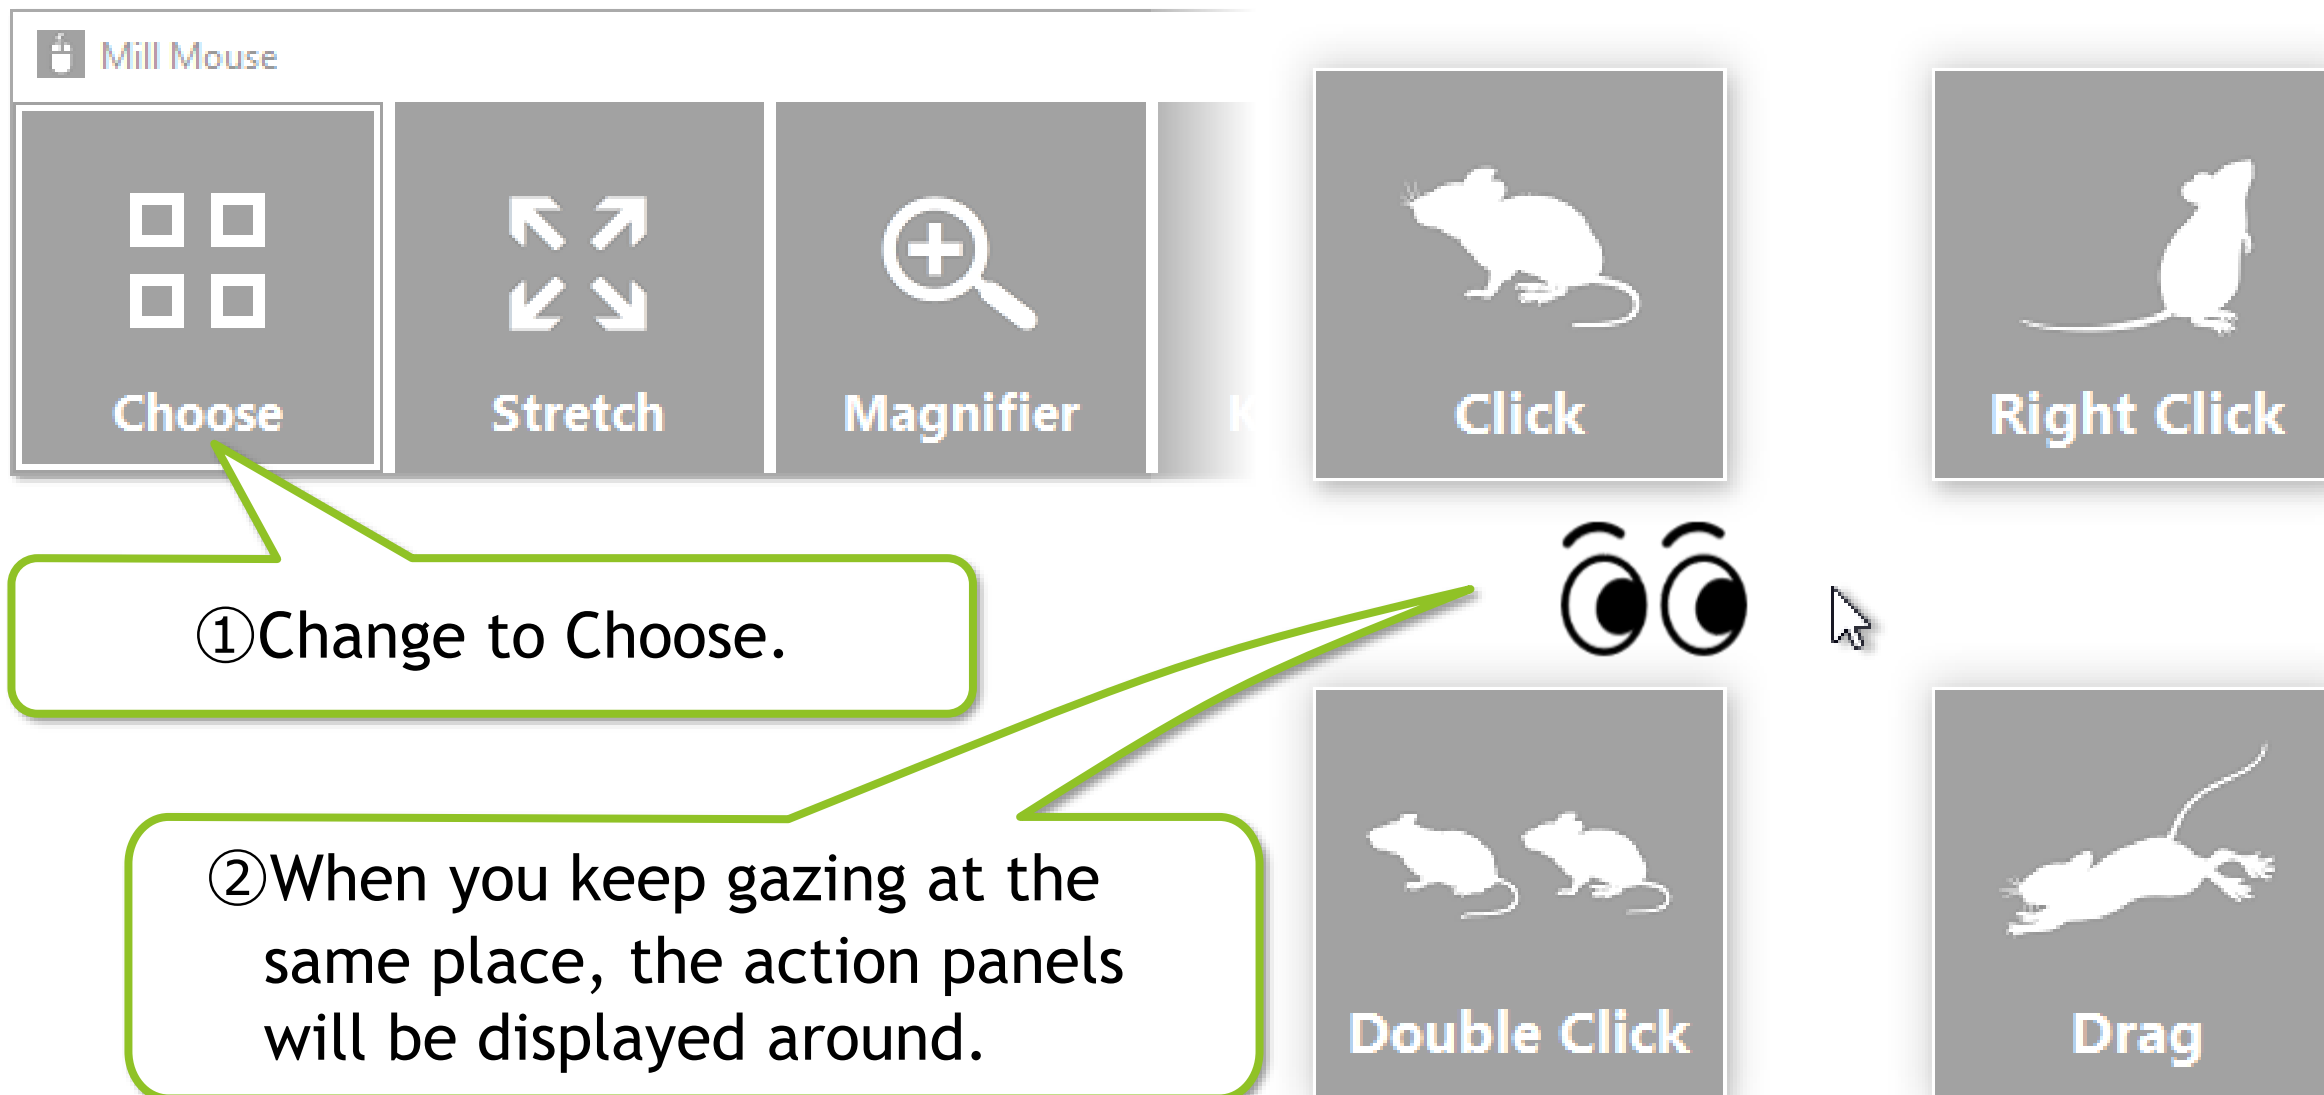 Mill Mouse
Choose
Stretch
Magnifier
K
Click
Right Click
①Change to Choose.
②When you keep gazing at the
same place, the action panels
will be displayed around.
Double Click
Drag